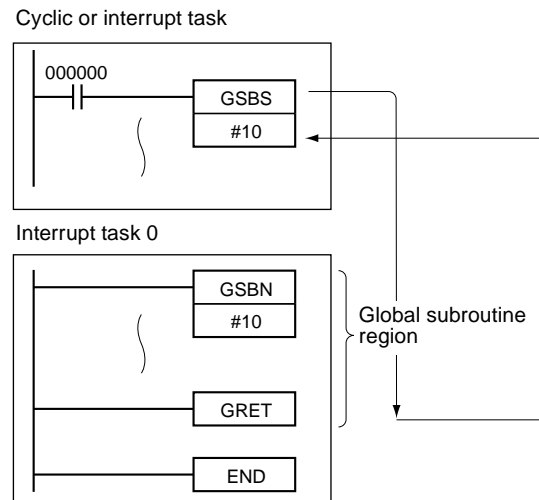 Cyclic or interrupt task
000000
GSBS
#10
Interrupt task 0
GSBN
#10
Global subroutine
region
GRET
END